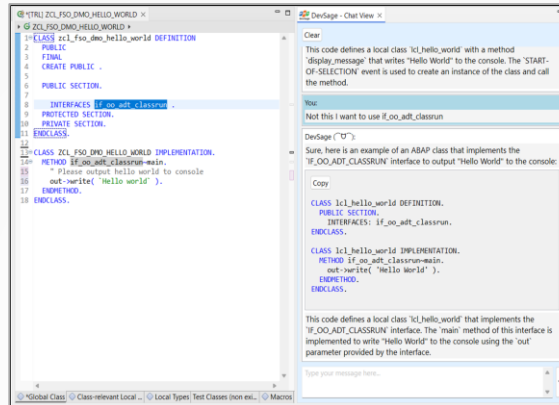 *[TRL] ZCL_FSO_DMO_HELLO_WORLD
ZCL_FSO_DMO_HELLO_WORLD
1 CLASS zcl_fso_dmo_hello_world DEFINITION
2 PUBLIC
3 FINAL
4 CREATE PUBLIC .
5
6 PUBLIC SECTION.
7
8 INTERFACES if_oo_adt_classrun .
9 PROTECTED SECTION.
10 PRIVATE SECTION.
11 ENDCLASS.
12
13 CLASS ZCL_FSO_DMO_HELLO_WORLD IMPLEMENTATION.
14 METHOD if_oo_adt_classrun~main.
15 " Please output hello world to console
16 out->write( `Hello world` ).
17 ENDMETHOD.
18 ENDCLASS.
*Global Class
Class-relevant Local ...
Local Types
Test Classes (non exi...
Macros
DevSage - Chat View
Clear
This code defines a local class `lcl_hello_world` with a method
`display_message` that writes "Hello World" to the console. The `START-
OF-SELECTION` event is used to create an instance of the class and call
the method.
You:
Not this I want to use if_oo_adt_classrun
DevSage
Sure, here is an example of an ABAP class that implements the
`IF_OO_ADT_CLASSRUN` interface to output "Hello World" to the console:
Copy
CLASS lcl_hello_world DEFINITION.
PUBLIC SECTION.
INTERFACES: if_oo_adt_classrun.
ENDCLASS.
CLASS lcl_hello_world IMPLEMENTATION.
METHOD if_oo_adt_classrun~main.
out->write( 'Hello World' ).
ENDMETHOD.
ENDCLASS.
This code defines a local class `lcl_hello_world` that implements the
`IF_OO_ADT_CLASSRUN` interface. The `main` method of this interface is
implemented to write "Hello World" to the console using the `out`
parameter provided by the interface.
Type your message here...